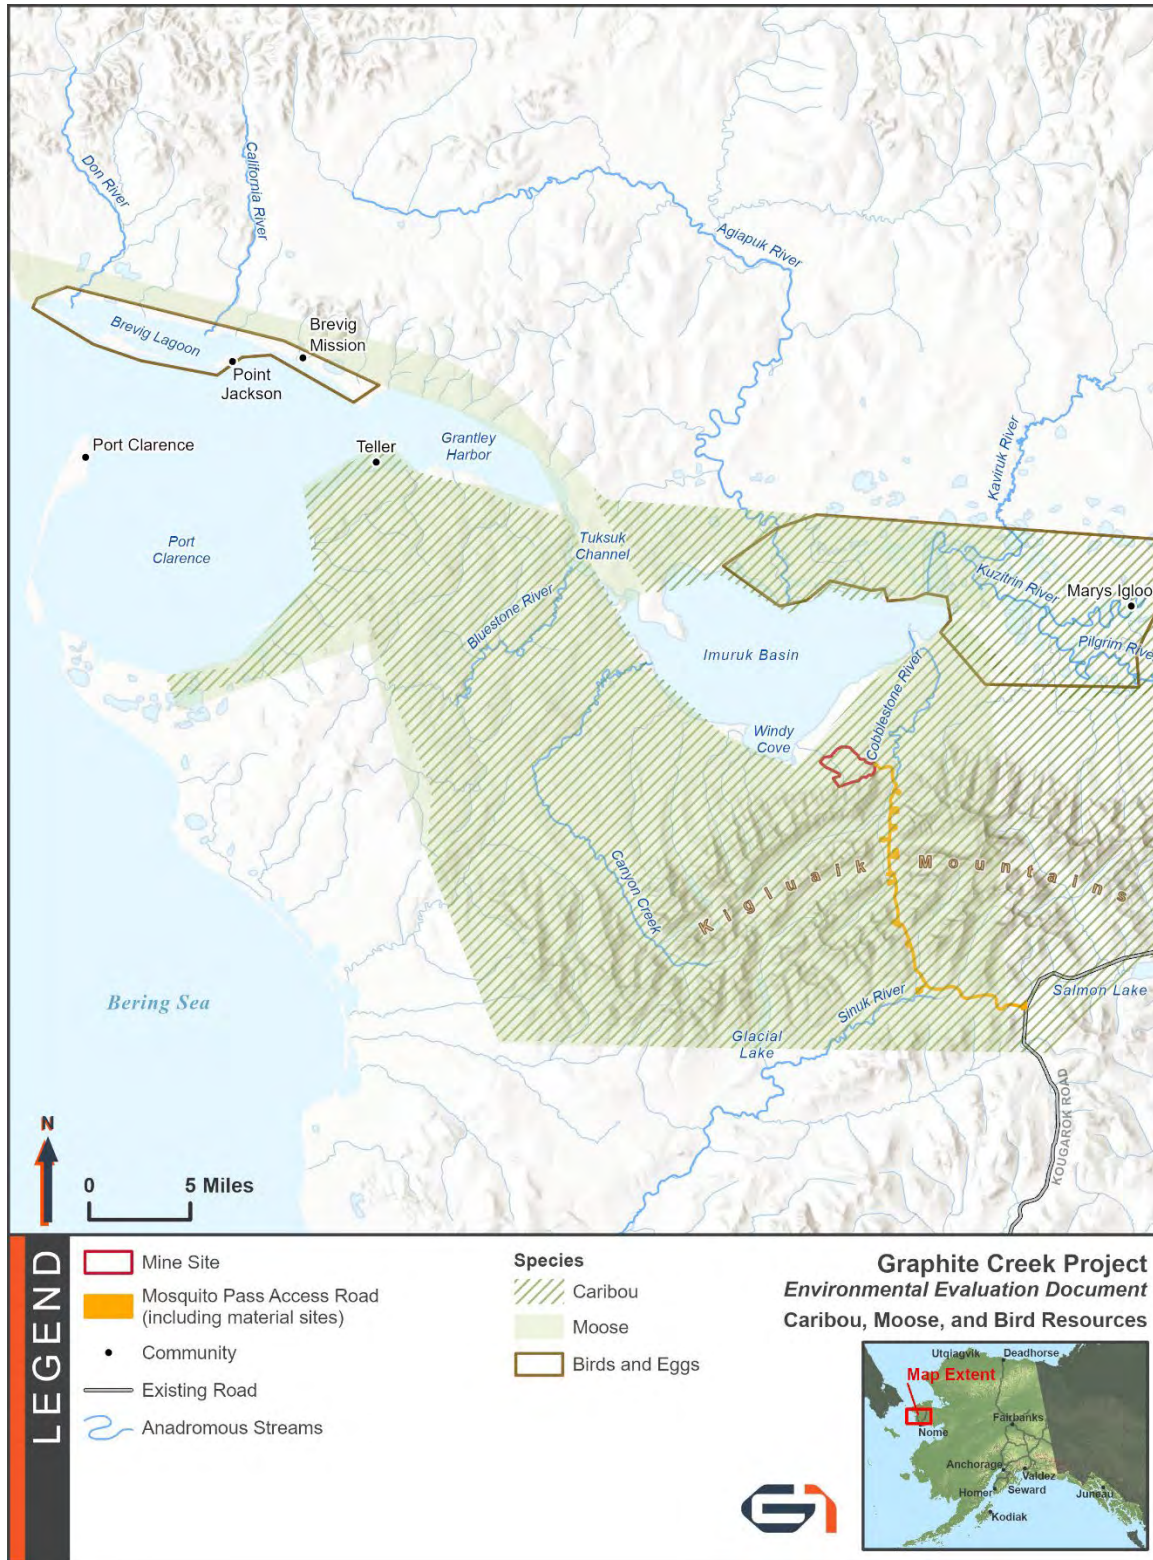 Don River
California River
Agiapuk River
Brevig Lagoon
Brevig
Mission
Point
Jackson
Port Clarence
Teller
Grantley
Harbor
Kaviruk River
Port
Clarence
Tuksuk
Channel
Bluestone River
Kuzitrin River
Marys Igloo
Pilgrim River
Imuruk Basin
Cobblestone River
Windy
Cove
Canyon Creek
Kigluaik Mountains
Bering Sea
Sinuk River
Salmon Lake
Glacial
Lake
KOUGAROK ROAD
N
0 5 Miles
LEGEND
Mine Site
Mosquito Pass Access Road
(including material sites)
Community
Existing Road
Anadromous Streams
Species
Caribou
Moose
Birds and Eggs
Graphite Creek Project
Environmental Evaluation Document
Caribou, Moose, and Bird Resources
Utqiagvik
Deadhorse
Map Extent
Nome
Fairbanks
Anchorage
Valdez
Homer
Seward
Juneau
Kodiak
G1